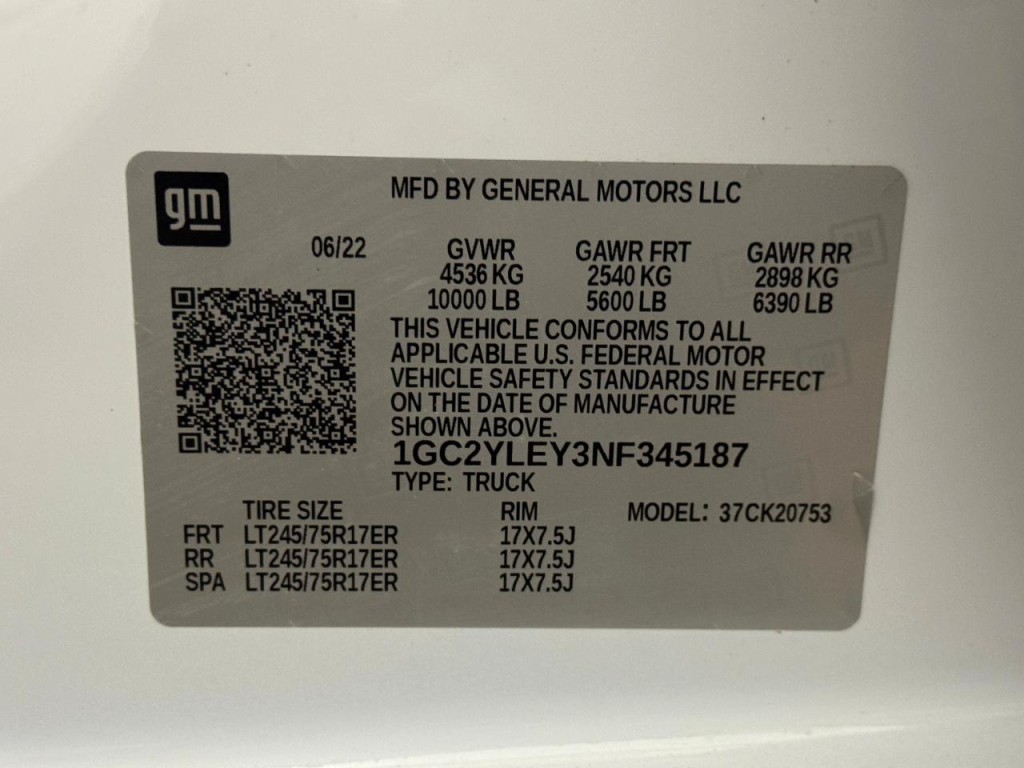 gm
MFD BY GENERAL MOTORS LLC
06/22 GVWR GAWR FRT GAWR RR
4536 KG 2540 KG 2898 KG
10000 LB 5600 LB 6390 LB
THIS VEHICLE CONFORMS TO ALL
APPLICABLE U.S. FEDERAL MOTOR
VEHICLE SAFETY STANDARDS IN EFFECT
ON THE DATE OF MANUFACTURE
SHOWN ABOVE.
1GC2YLEY3NF345187
TYPE: TRUCK
TIRE SIZE RIM MODEL: 37CK20753
FRT LT245/75R17ER 17X7.5J
RR LT245/75R17ER 17X7.5J
SPA LT245/75R17ER 17X7.5J